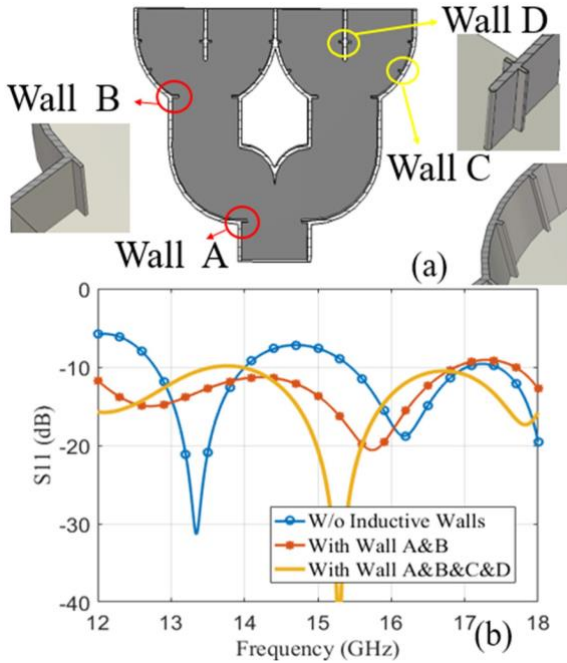 Wall D
Wall B
Wall C
Wall A
(a)
0
-10
-20
-30
-40
S11 (dB)
W/o Inductive Walls
With Wall A&B
With Wall A&B&C&D
12 13 14 15 16 17 18
Frequency (GHz)
(b)